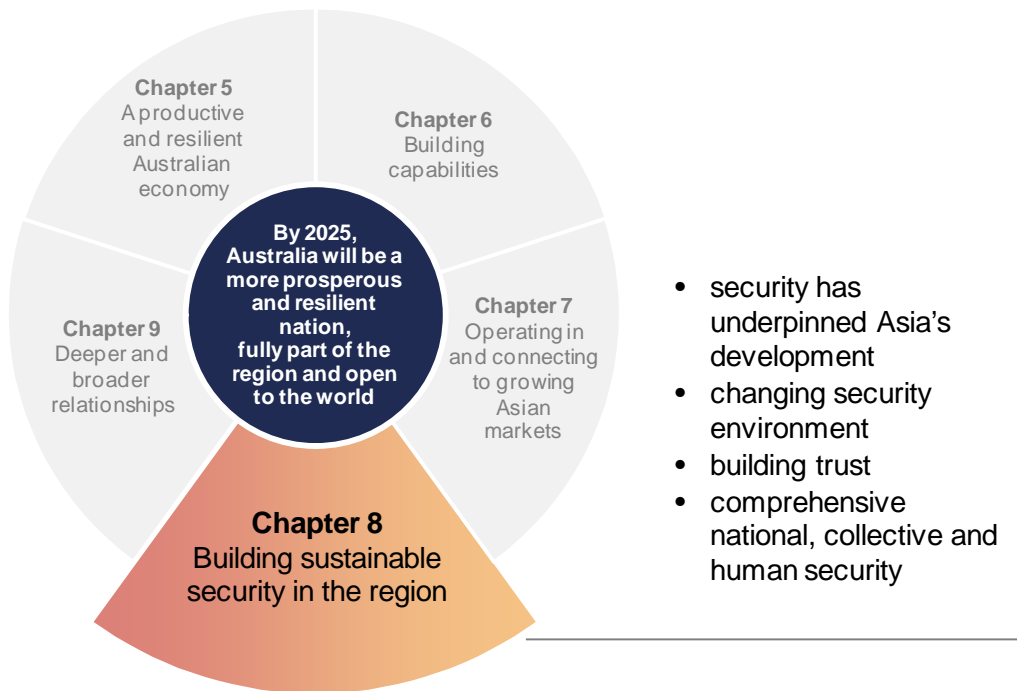 Chapter 5
A productive
and resilient
Australian
economy
Chapter 6
Building
capabilities
By 2025,
Australia will be a
more prosperous
and resilient
nation,
fully part of the
region and open
to the world
Chapter 9
Deeper and
broader
relationships
Chapter 7
Operating in
and connecting
to growing
Asian
markets
Chapter 8
Building sustainable
security in the region
• security has
underpinned Asia's
development
• changing security
environment
• building trust
• comprehensive
national, collective and
human security